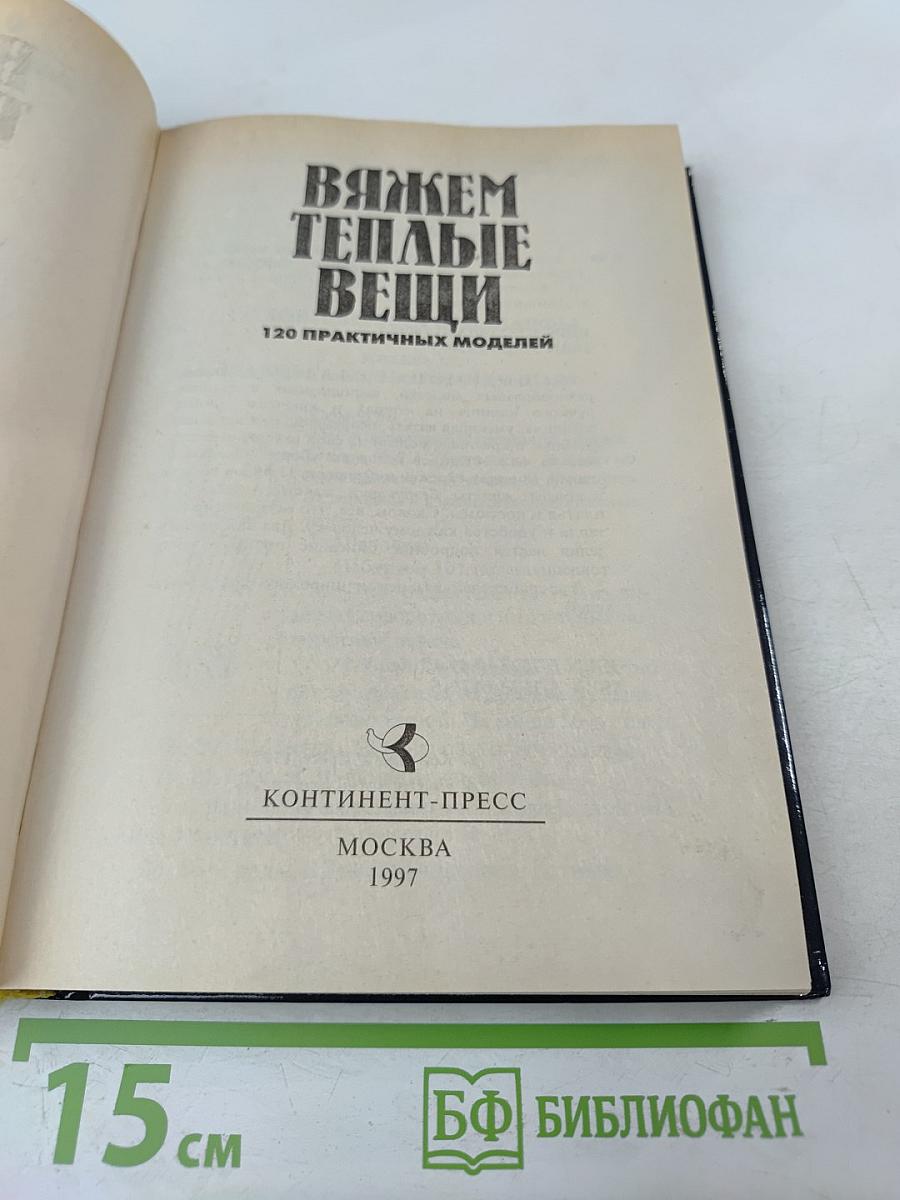 ВЯЖЕМ
ТЕПЛЫЕ
ВЕЩИ
120 ПРАКТИЧНЫХ МОДЕЛЕЙ
КОНТИНЕНТ-ПРЕСС
МОСКВА
1997
15 см
БФ БИБЛИОФАН